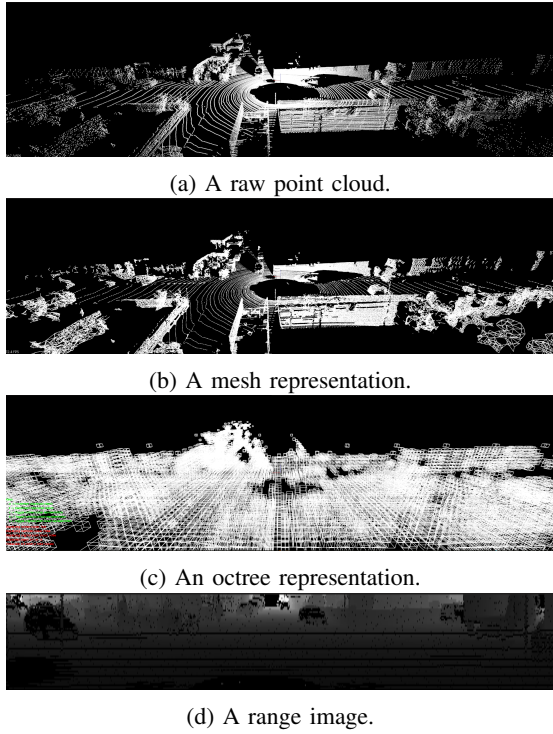 (a) A raw point cloud.
(b) A mesh representation.
(c) An octree representation.
(d) A range image.